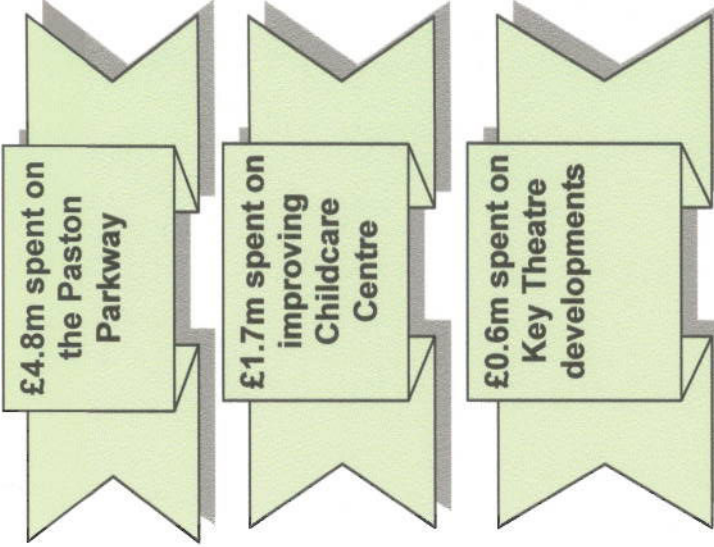 £4.8m spent on
the Paston
Parkway
£1.7m spent on
improving
Childcare
Centre
£0.6m spent on
Key Theatre
developments